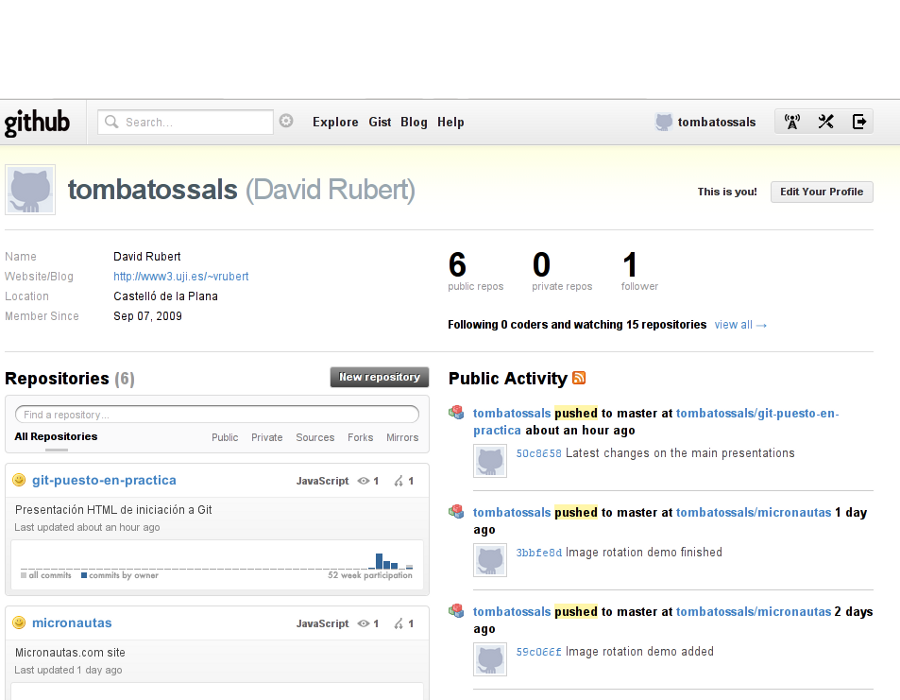 github Search... Explore Gist Blog Help tombatossals
tombatossals (David Rubert) This is you! Edit Your Profile
Name David Rubert
Website/Blog http://www3.uji.es/~vrubert
Location Castelló de la Plana
Member Since Sep 07, 2009
6 0 1
public repos private repos follower
Following 0 coders and watching 15 repositories view all →
Repositories (6) New repository
Find a repository...
All Repositories Public Private Sources Forks Mirrors
git-puesto-en-practica JavaScript 1 1
Presentación HTML de iniciación a Git
Last updated about an hour ago
all commits commits by owner 52 week participation
micronautas JavaScript 1 1
Micronautas.com site
Last updated 1 day ago
Public Activity
tombatossals pushed to master at tombatossals/git-puesto-en-
practica about an hour ago
50c8658 Latest changes on the main presentations
tombatossals pushed to master at tombatossals/micronautas 1 day
ago
3bbfe8d Image rotation demo finished
tombatossals pushed to master at tombatossals/micronautas 2 days
ago
59c066f Image rotation demo added